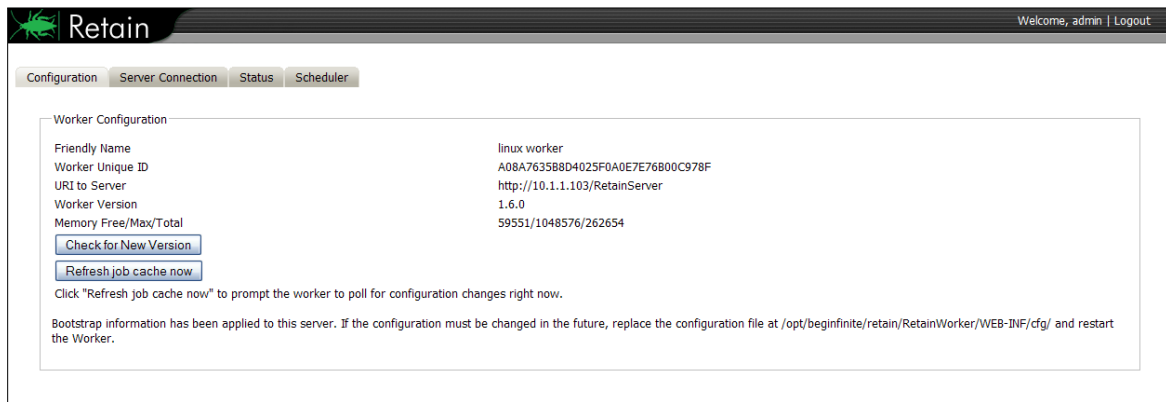 Retain
Welcome, admin | Logout
Configuration Server Connection Status Scheduler
Worker Configuration
Friendly Name linux worker
Worker Unique ID A08A7635B8D4025F0A0E7E76B00C978F
URI to Server http://10.1.1.103/RetainServer
Worker Version 1.6.0
Memory Free/Max/Total 59551/1048576/262654
Check for New Version
Refresh job cache now
Click "Refresh job cache now" to prompt the worker to poll for configuration changes right now.
Bootstrap information has been applied to this server. If the configuration must be changed in the future, replace the configuration file at /opt/beginfinite/retain/RetainWorker/WEB-INF/cfg/ and restart
the Worker.